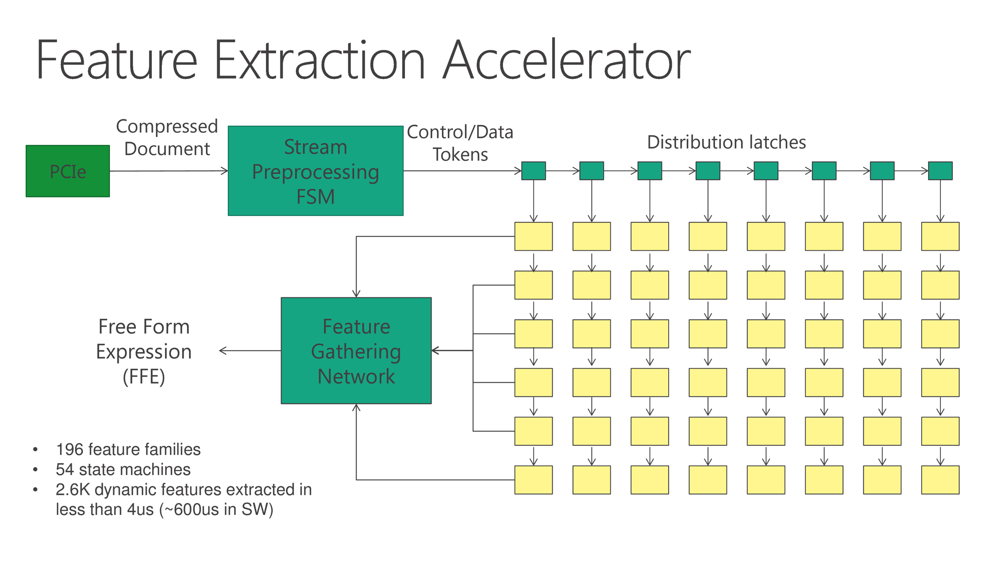 Feature Extraction Accelerator
Compressed
Document
PCIe
Stream
Preprocessing
FSM
Control/Data
Tokens
Distribution latches
Free Form
Expression
(FFE)
Feature
Gathering
Network
• 196 feature families
• 54 state machines
• 2.6K dynamic features extracted in
less than 4us (~600us in SW)